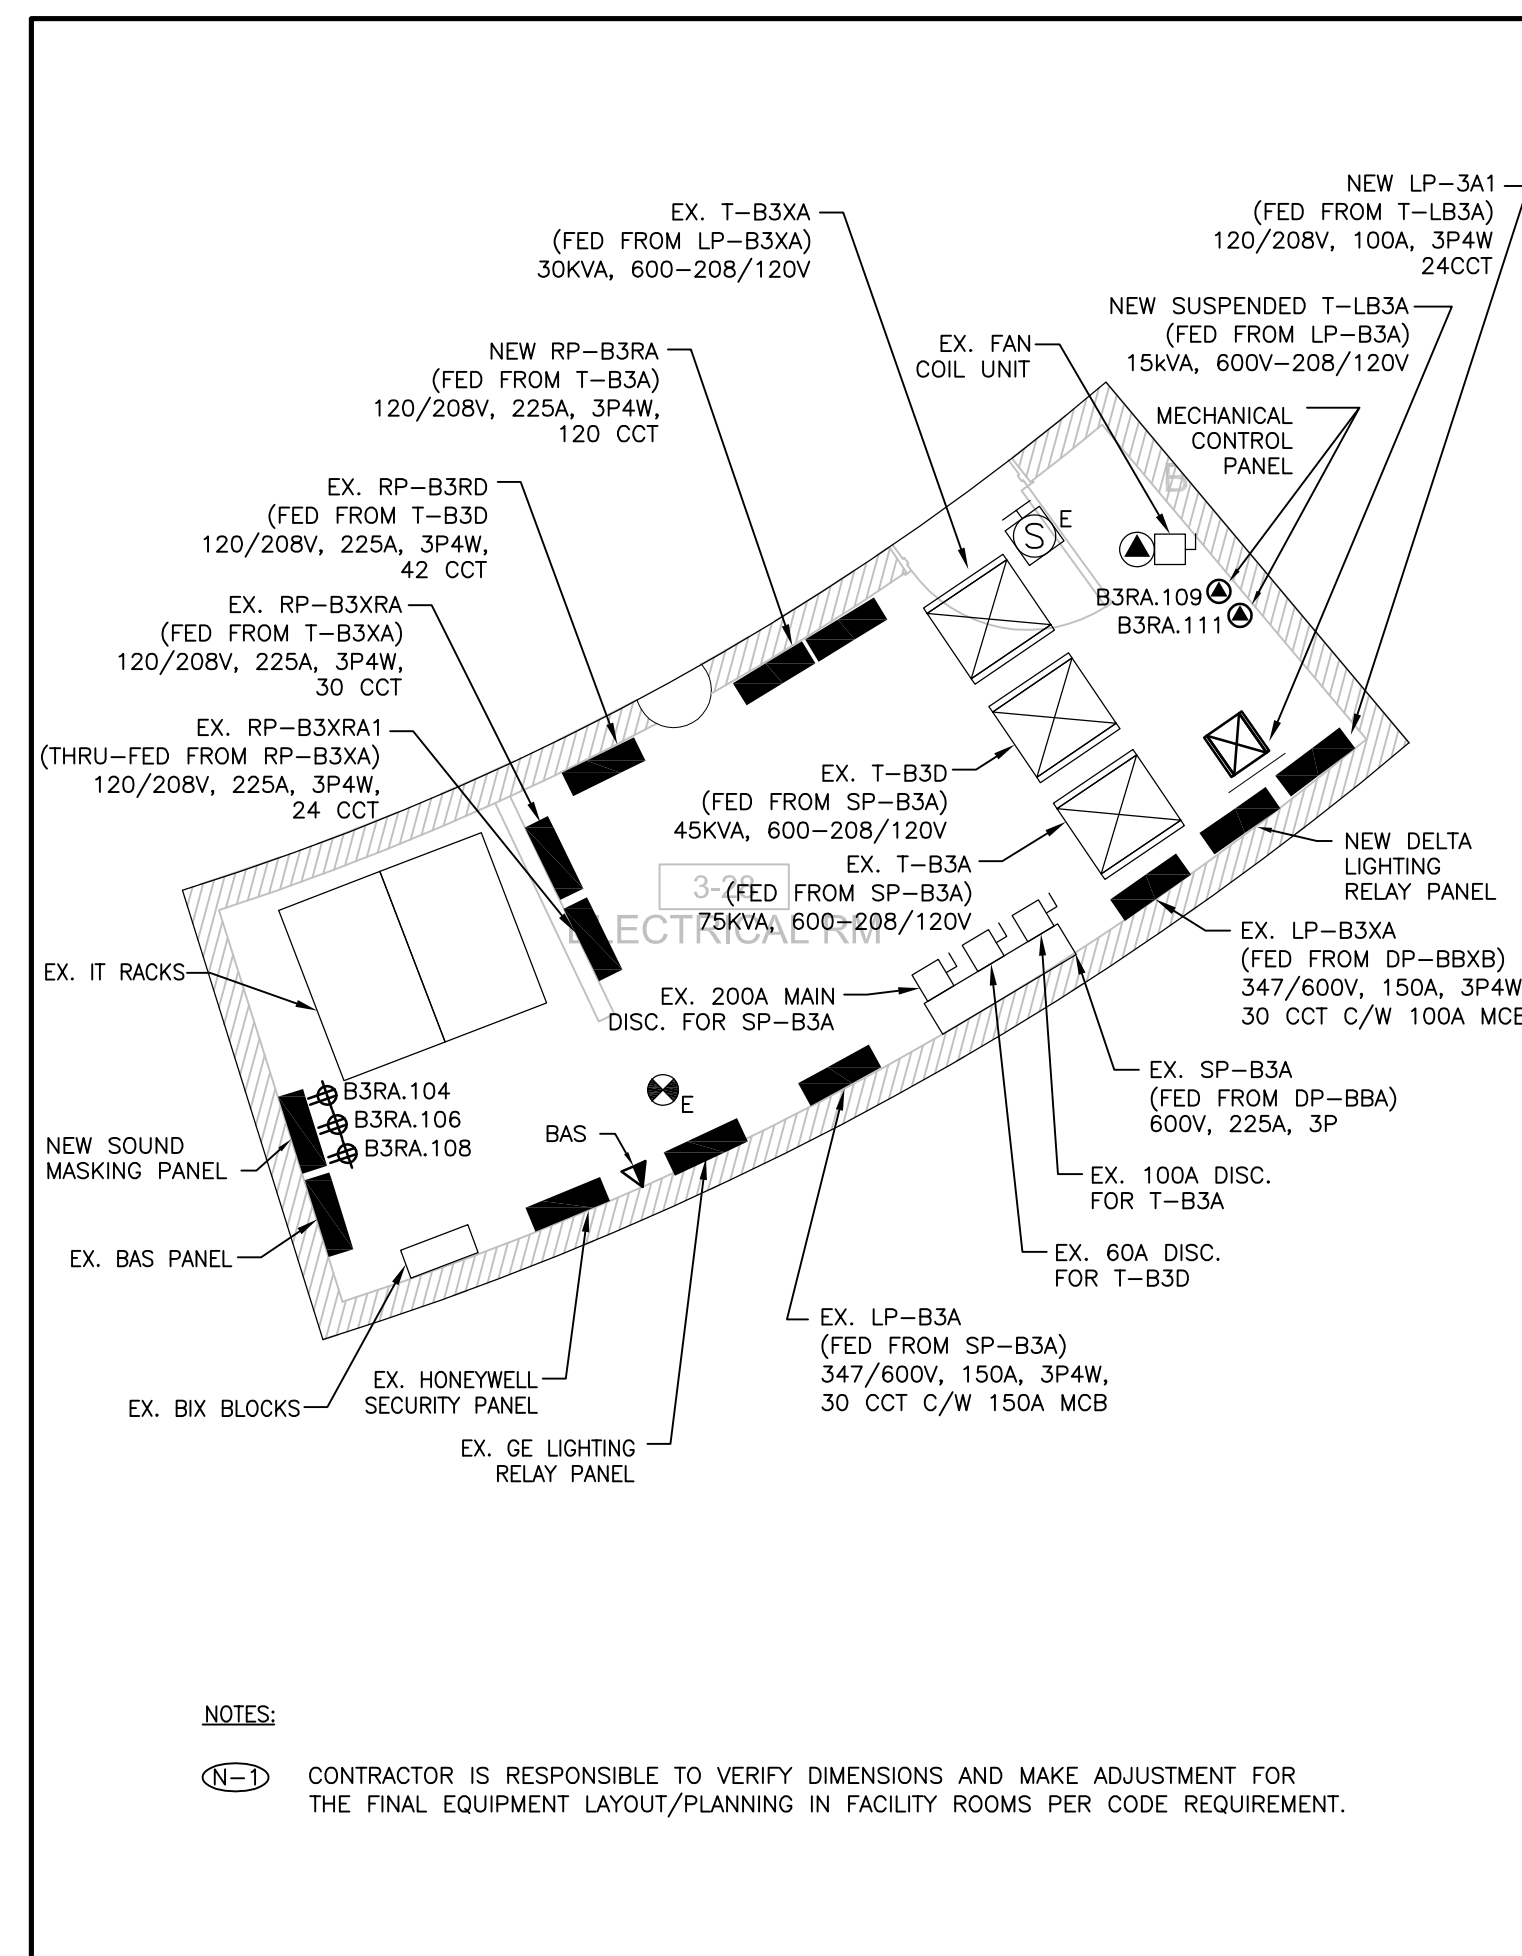 NEW LP-3A1
(FED FROM T-LB3A)
120/208V, 100A, 3P4W
24CCT
EX. T-B3XA
(FED FROM LP-B3XA)
30KVA, 600-208/120V
NEW SUSPENDED T-LB3A
(FED FROM LP-B3A)
15kVA, 600V-208/120V
EX. FAN
COIL UNIT
NEW RP-B3RA
(FED FROM T-B3A)
120/208V, 225A, 3P4W,
120 CCT
MECHANICAL
CONTROL
PANEL
B
EX. RP-B3RD
(FED FROM T-B3D
120/208V, 225A, 3P4W,
42 CCT
S
E
EX. RP-B3XRA
(FED FROM T-B3XA)
120/208V, 225A, 3P4W,
30 CCT
B3RA.109
B3RA.111
EX. RP-B3XRA1
(THRU-FED FROM RP-B3XA)
120/208V, 225A, 3P4W,
24 CCT
EX. T-B3D
(FED FROM SP-B3A)
45KVA, 600-208/120V
EX. T-B3A
(FED FROM SP-B3A)
75KVA, 600-208/120V
3-28
ELECTRICAL RM
NEW DELTA
LIGHTING
RELAY PANEL
EX. LP-B3XA
(FED FROM DP-BBXB)
347/600V, 150A, 3P4W
30 CCT C/W 100A MCB
EX. IT RACKS
EX. 200A MAIN
DISC. FOR SP-B3A
EX. SP-B3A
(FED FROM DP-BBA)
600V, 225A, 3P
B3RA.104
B3RA.106
B3RA.108
E
BAS
NEW SOUND
MASKING PANEL
EX. 100A DISC.
FOR T-B3A
EX. BAS PANEL
EX. 60A DISC.
FOR T-B3D
EX. LP-B3A
(FED FROM SP-B3A)
347/600V, 150A, 3P4W,
30 CCT C/W 150A MCB
EX. HONEYWELL
SECURITY PANEL
EX. BIX BLOCKS
EX. GE LIGHTING
RELAY PANEL
NOTES:
N-1 CONTRACTOR IS RESPONSIBLE TO VERIFY DIMENSIONS AND MAKE ADJUSTMENT FOR
THE FINAL EQUIPMENT LAYOUT/PLANNING IN FACILITY ROOMS PER CODE REQUIREMENT.